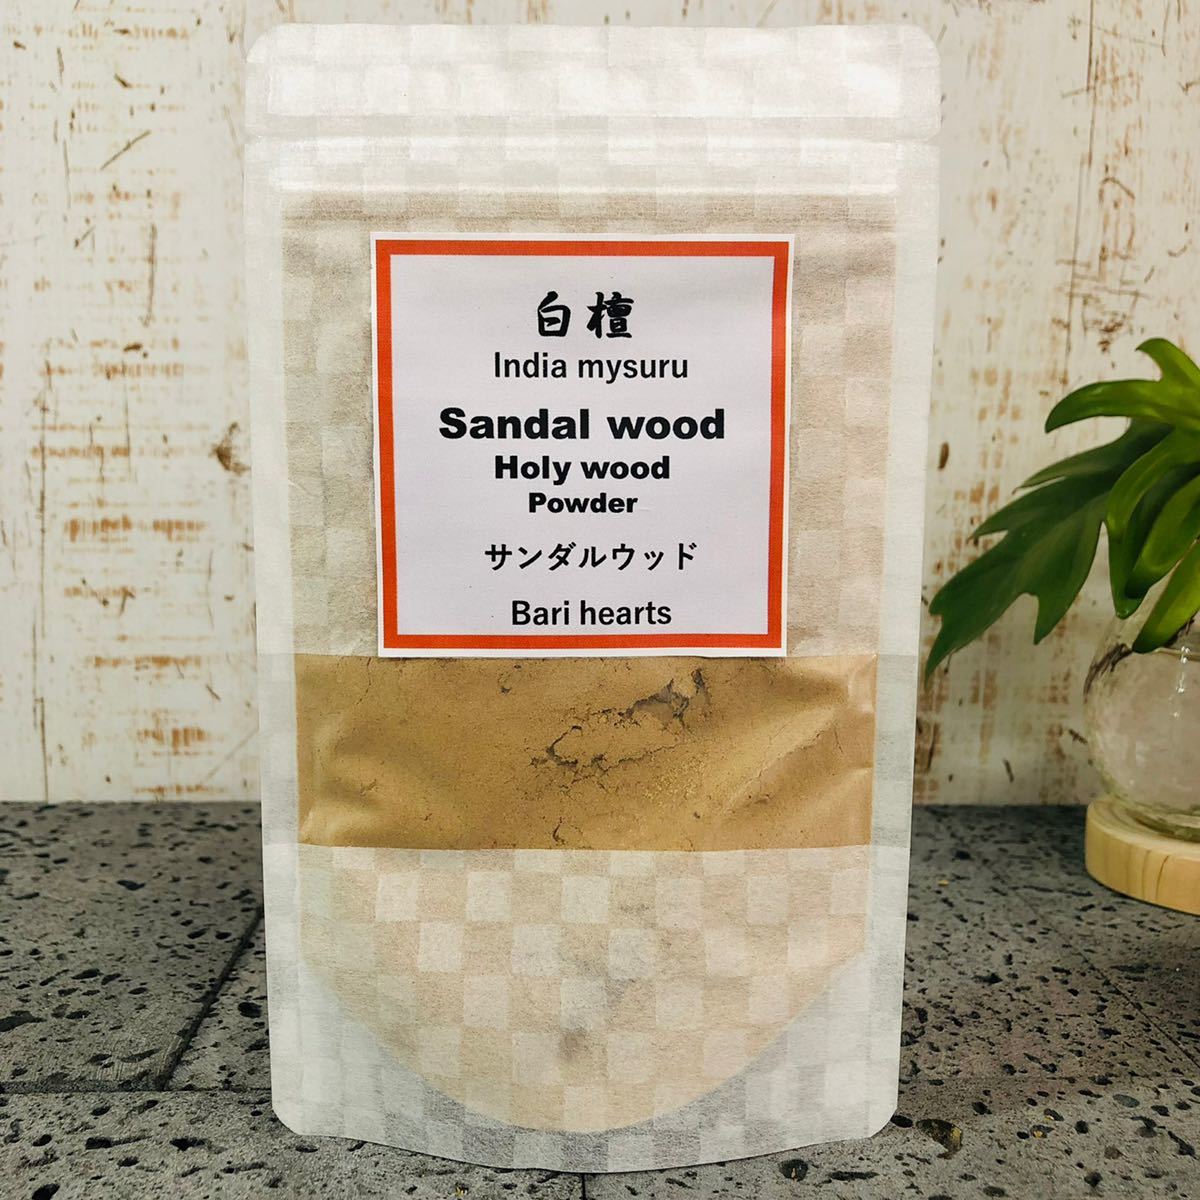 白檀
India mysuru
Sandal wood
Holy wood
Powder
サンダルウッド
Bari hearts